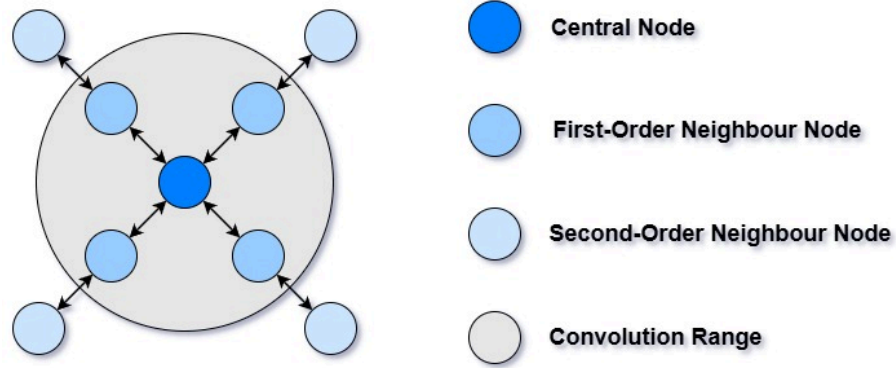 Central Node
First-Order Neighbour Node
Second-Order Neighbour Node
Convolution Range